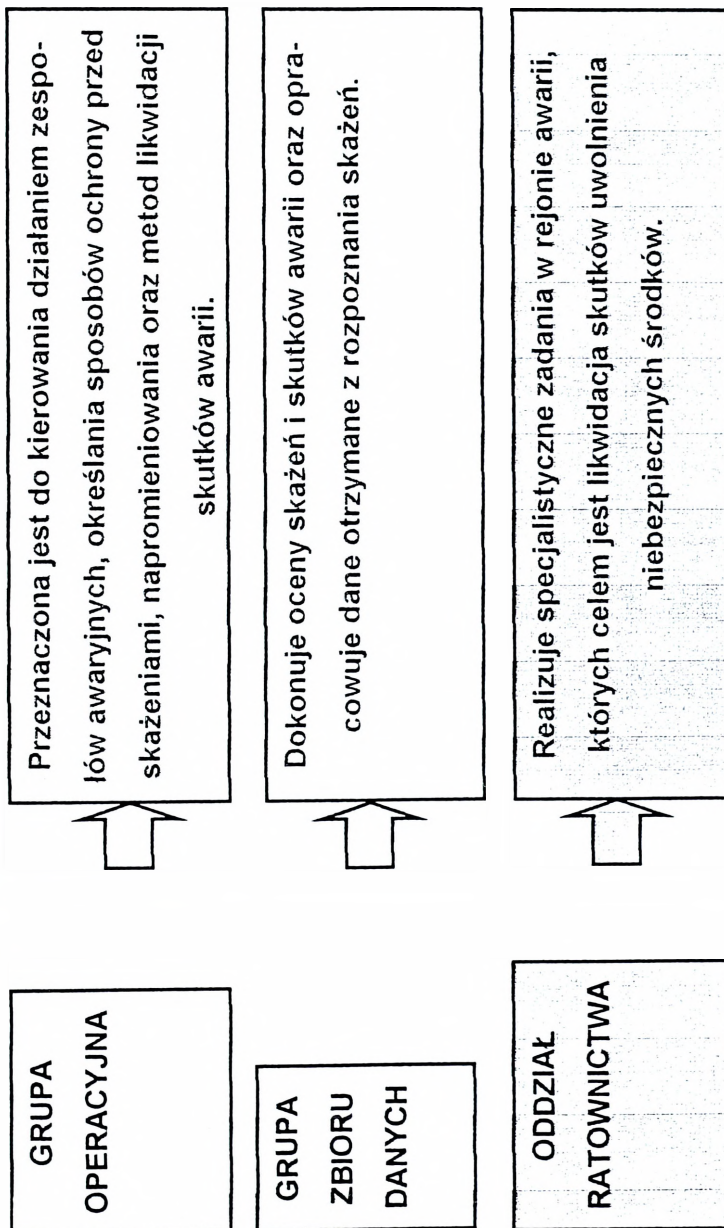 GRUPA
OPERACYJNA
Przeznaczona jest do kierowania działaniem zespo-
łów awaryjnych, określania sposobów ochrony przed
skażeniami, napromieniowania oraz metod likwidacji
skutków awarii.
GRUPA
ZBIORU
DANYCH
Dokonuje oceny skażeń i skutków awarii oraz opra-
cowuje dane otrzymane z rozpoznania skażeń.
ODDZIAŁ
RATOWNICTWA
Realizuje specjalistyczne zadania w rejonie awarii,
których celem jest likwidacja skutków uwolnienia
niebezpiecznych środków.